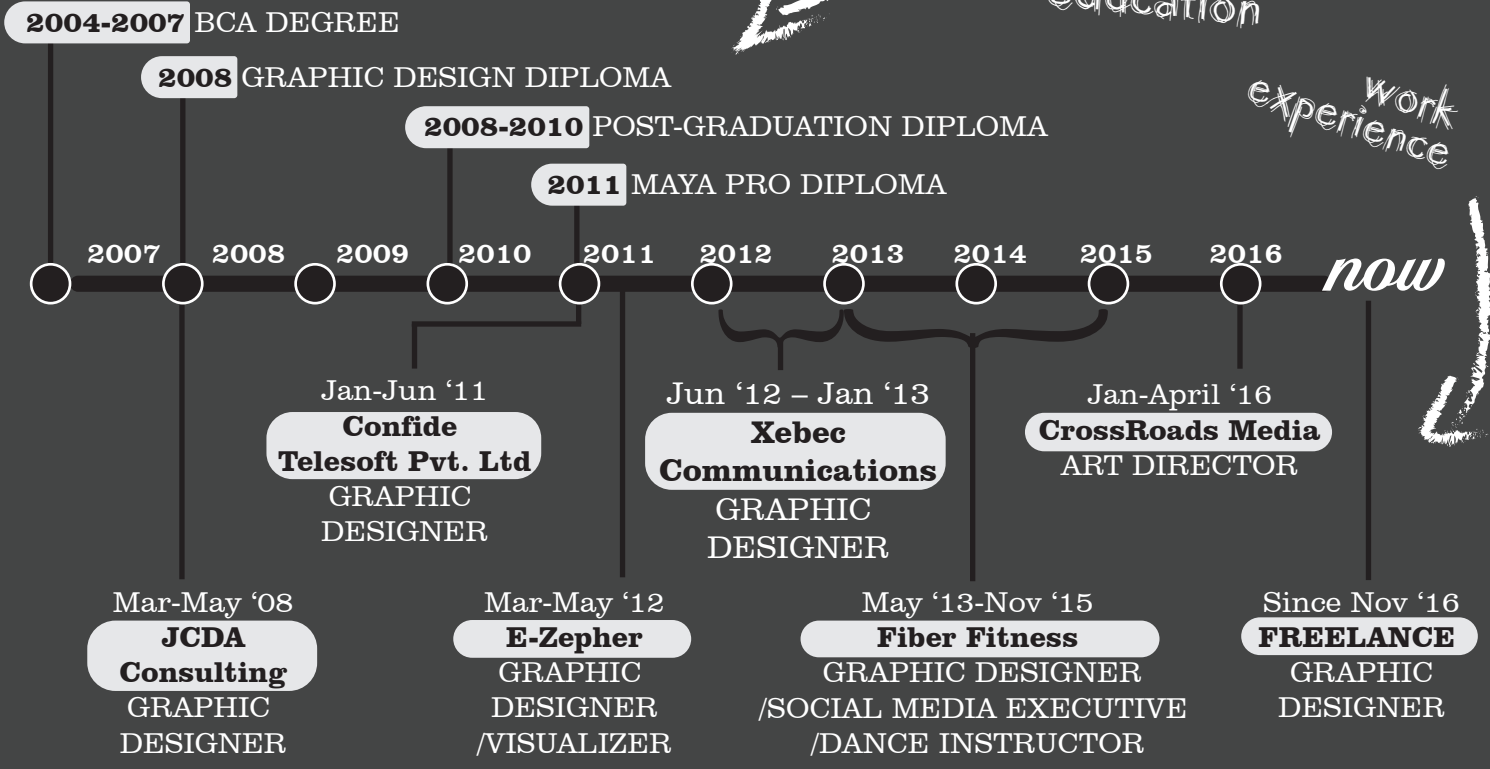 education
2004-2007 BCA DEGREE
2008 GRAPHIC DESIGN DIPLOMA
2008-2010 POST-GRADUATION DIPLOMA
2011 MAYA PRO DIPLOMA
work
experience
2007 2008 2009 2010 2011 2012 2013 2014 2015 2016 now
Jan-Jun ‘11
Confide
Telesoft Pvt. Ltd
GRAPHIC
DESIGNER
Jun ‘12 – Jan ‘13
Xebec
Communications
GRAPHIC
DESIGNER
Jan-April ‘16
CrossRoads Media
ART DIRECTOR
Mar-May ‘08
JCDA
Consulting
GRAPHIC
DESIGNER
Mar-May ‘12
E-Zepher
GRAPHIC
DESIGNER
/VISUALIZER
May ‘13-Nov ‘15
Fiber Fitness
GRAPHIC DESIGNER
/SOCIAL MEDIA EXECUTIVE
/DANCE INSTRUCTOR
Since Nov ‘16
FREELANCE
GRAPHIC
DESIGNER